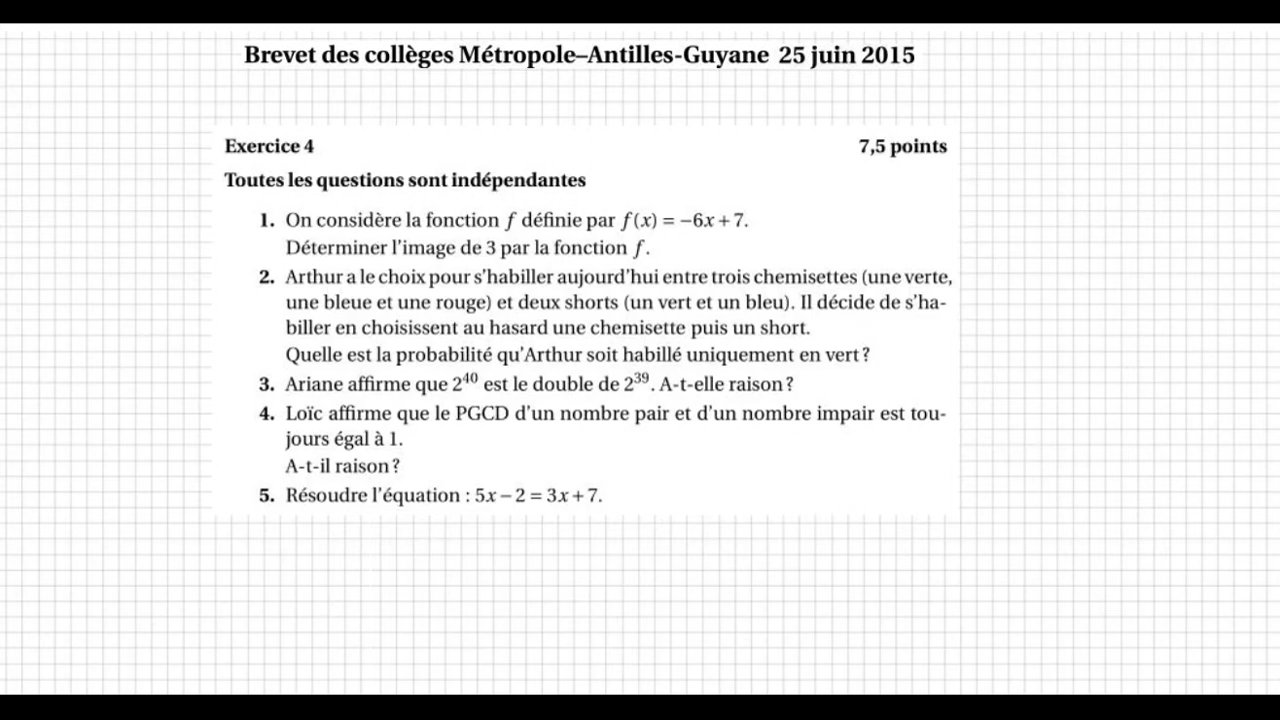 Brevet des collèges Métropole–Antilles-Guyane 25 juin 2015
Exercice 4 7,5 points
Toutes les questions sont indépendantes
1. On considère la fonction f définie par f(x) = −6x + 7.
Déterminer l'image de 3 par la fonction f.
2. Arthur a le choix pour s'habiller aujourd'hui entre trois chemisettes (une verte,
une bleue et une rouge) et deux shorts (un vert et un bleu). Il décide de s'ha-
biller en choisissent au hasard une chemisette puis un short.
Quelle est la probabilité qu'Arthur soit habillé uniquement en vert ?
3. Ariane affirme que 2⁴⁰ est le double de 2³⁹. A-t-elle raison ?
4. Loïc affirme que le PGCD d'un nombre pair et d'un nombre impair est tou-
jours égal à 1.
A-t-il raison ?
5. Résoudre l'équation : 5x − 2 = 3x + 7.